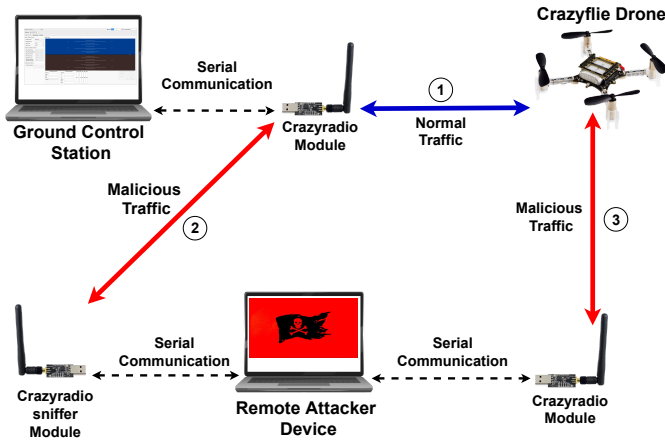 Crazyflie Drone
Serial
Communication
1
Normal
Traffic
Ground Control
Station
Crazyradio
Module
Malicious
Traffic
2
Malicious
Traffic
3
Serial
Communication
Serial
Communication
Crazyradio
sniffer
Module
Remote Attacker
Device
Crazyradio
Module